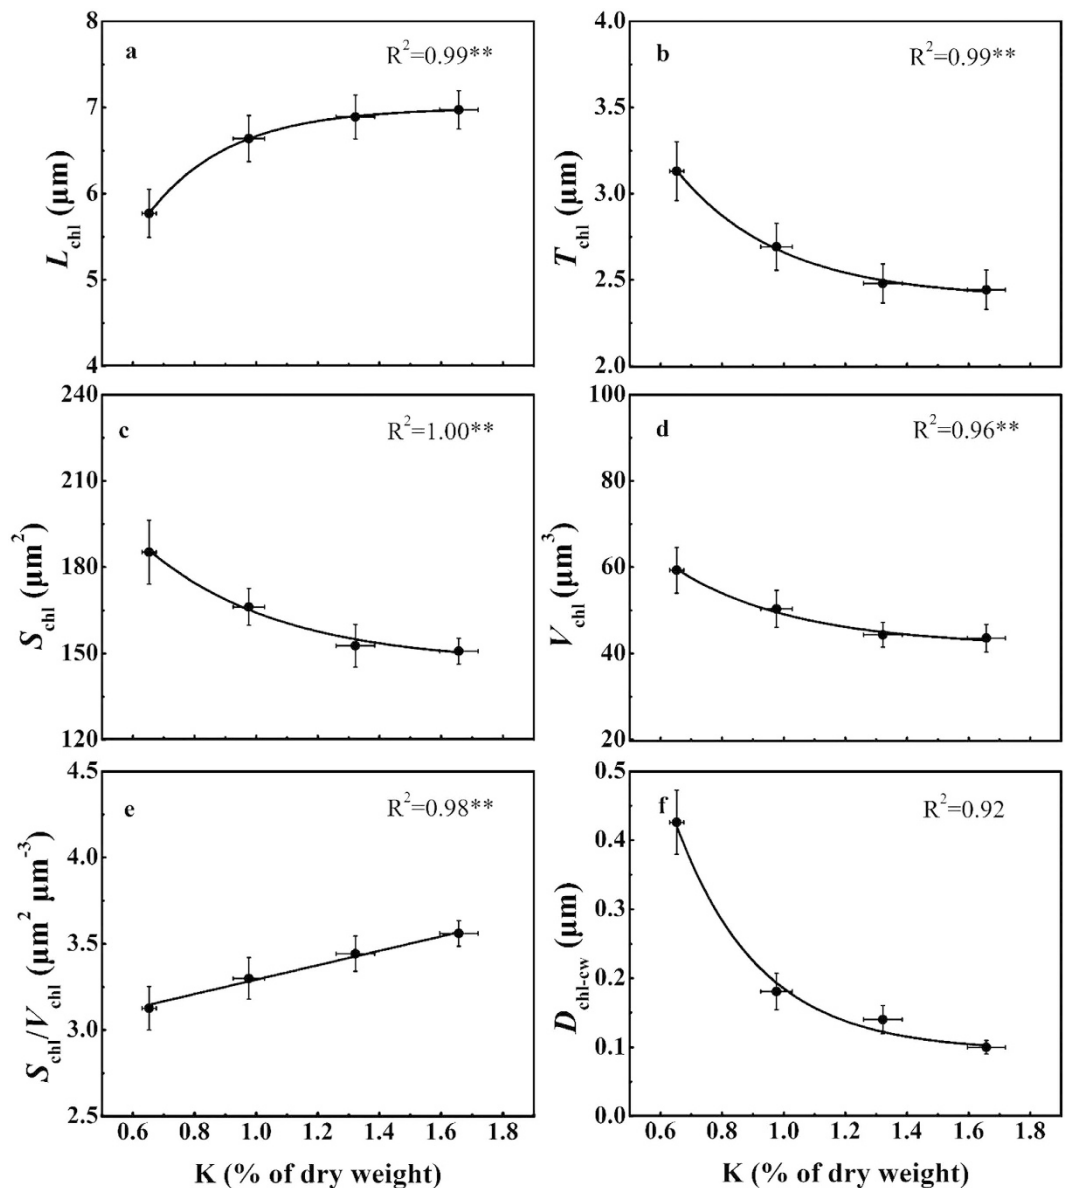 a
R²=0.99**
8
7
6
5
4
L_chl (μm)
b
R²=0.99**
4.0
3.5
3.0
2.5
2.0
T_chl (μm)
c
R²=1.00**
240
210
180
150
120
S_chl (μm²)
d
R²=0.96**
100
80
60
40
20
V_chl (μm³)
e
R²=0.98**
4.5
4.0
3.5
3.0
2.5
S_chl/V_chl (μm² μm⁻³)
0.6 0.8 1.0 1.2 1.4 1.6 1.8
K (% of dry weight)
f
R²=0.92
0.5
0.4
0.3
0.2
0.1
0.0
D_chl-cw (μm)
0.6 0.8 1.0 1.2 1.4 1.6 1.8
K (% of dry weight)